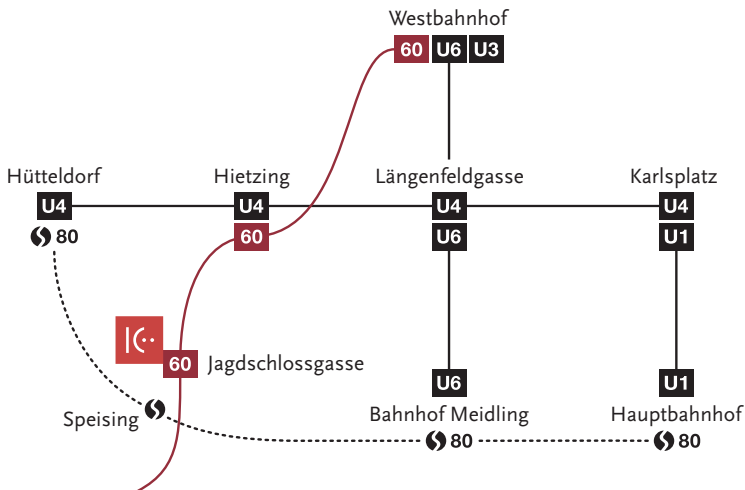 Westbahnhof
60 U6 U3
Hütteldorf Hietzing Längenfeldgasse Karlsplatz
U4 U4 U4 U4
80 60 U6 U1
60 Jagdschlossgasse
U6 U1
Speising Bahnhof Meidling Hauptbahnhof
80 80